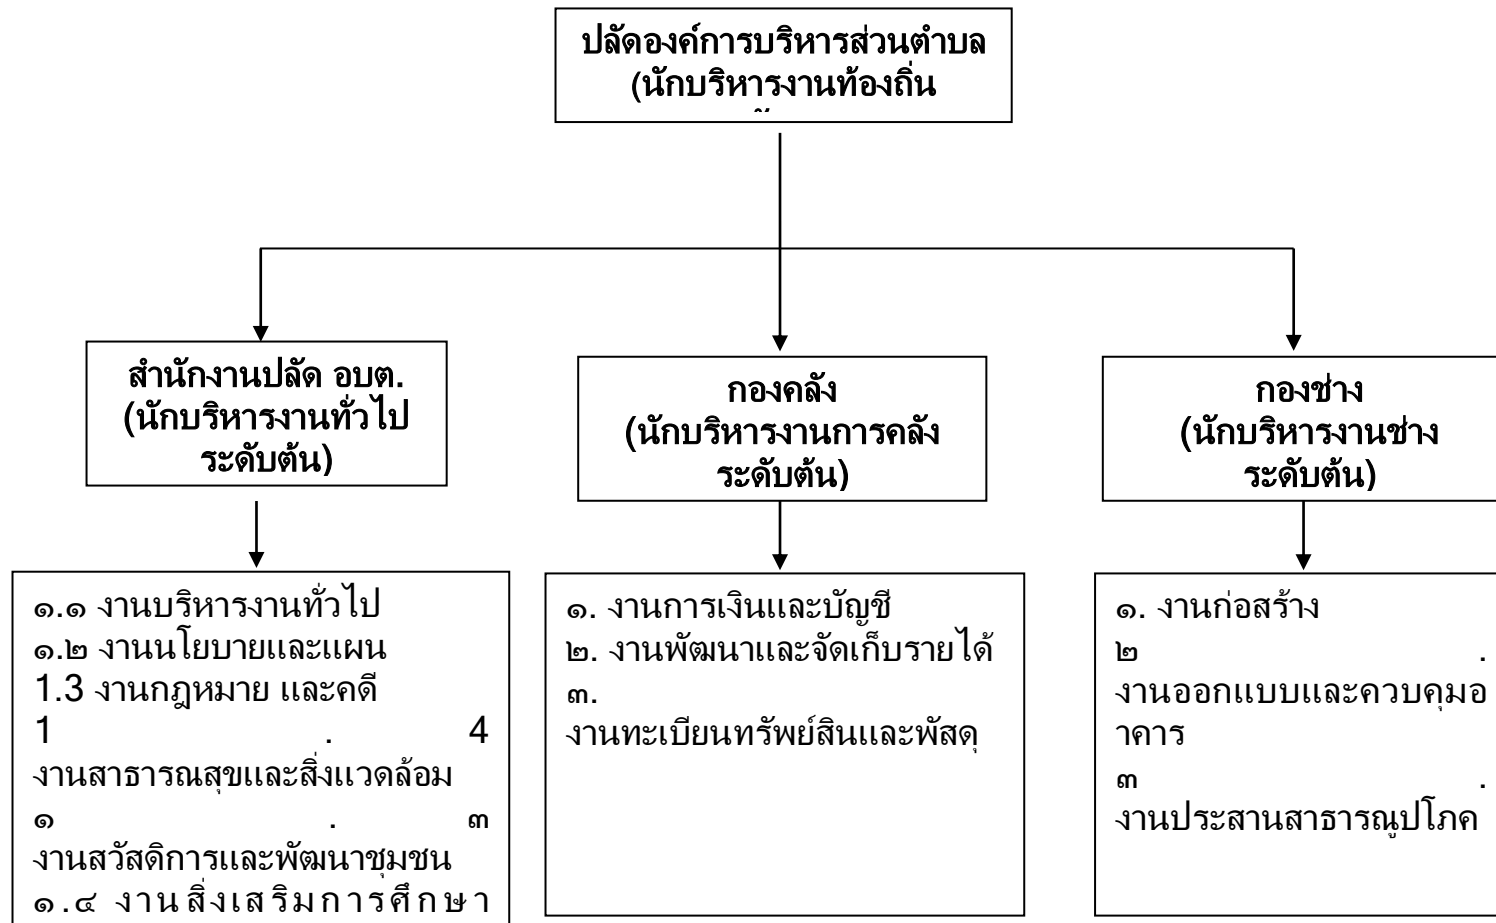 ปลัดองค์การบริหารส่วนตำบล
(นักบริหารงานท้องถิ่น
สำนักงานปลัด อบต.
(นักบริหารงานทั่วไป
ระดับต้น)
กองคลัง
(นักบริหารงานการคลัง
ระดับต้น)
กองช่าง
(นักบริหารงานช่าง
ระดับต้น)
๑.๑ งานบริหารงานทั่วไป
๑.๒ งานนโยบายและแผน
1.3 งานกฎหมาย และคดี
1 . 4
งานสาธารณสุขและสิ่งแวดล้อม
๑ . ๓
งานสวัสดิการและพัฒนาชุมชน
๑.๔ งานสิ่งเสริมการศึกษา
๑. งานการเงินและบัญชี
๒. งานพัฒนาและจัดเก็บรายได้
๓.
งานทะเบียนทรัพย์สินและพัสดุ
๑. งานก่อสร้าง
๒ .
งานออกแบบและควบคุมอ
าคาร
๓ .
งานประสานสาธารณูปโภค